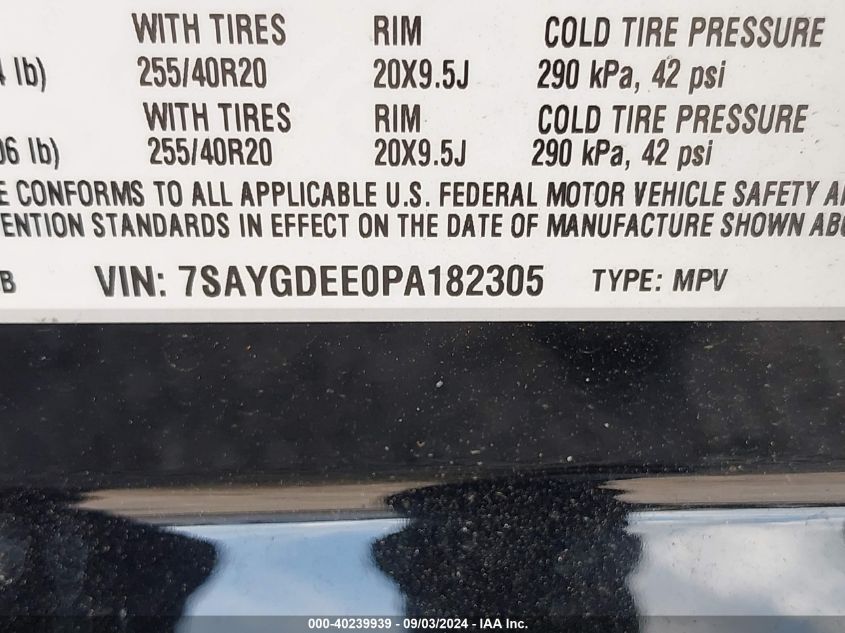 WITH TIRES RIM COLD TIRE PRESSURE
lb) 255/40R20 20X9.5J 290 kPa, 42 psi
WITH TIRES RIM COLD TIRE PRESSURE
06 lb) 255/40R20 20X9.5J 290 kPa, 42 psi
E CONFORMS TO ALL APPLICABLE U.S. FEDERAL MOTOR VEHICLE SAFETY A
ENTION STANDARDS IN EFFECT ON THE DATE OF MANUFACTURE SHOWN AB
B VIN: 7SAYGDEE0PA182305 TYPE: MPV
000-40239939 - 09/03/2024 - IAA Inc.